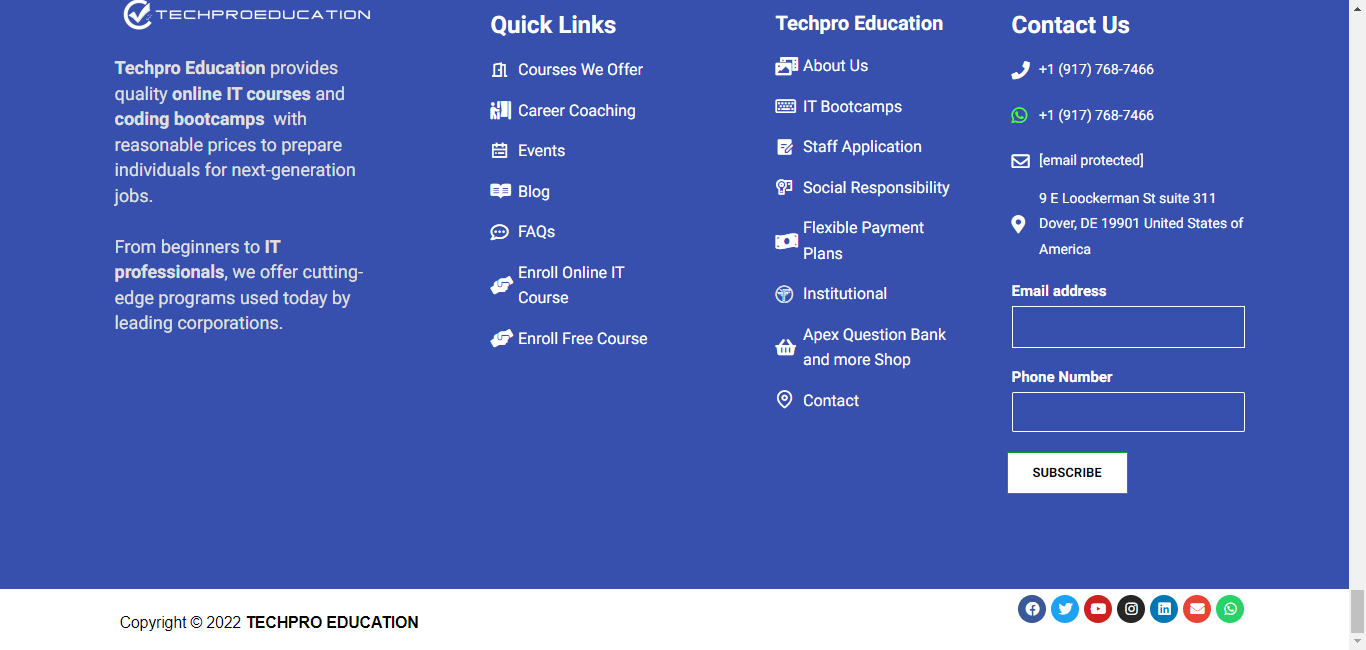 TECHPROEDUCATION
Techpro Education provides
quality online IT courses and
coding bootcamps with
reasonable prices to prepare
individuals for next-generation
jobs.
From beginners to IT
professionals, we offer cutting-
edge programs used today by
leading corporations.
Quick Links
Courses We Offer
Career Coaching
Events
Blog
FAQs
Enroll Online IT
Course
Enroll Free Course
Techpro Education
About Us
IT Bootcamps
Staff Application
Social Responsibility
Flexible Payment
Plans
Institutional
Apex Question Bank
and more Shop
Contact
Contact Us
+1 (917) 768-7466
+1 (917) 768-7466
[email protected]
9 E Loockerman St suite 311
Dover, DE 19901 United States of
America
Email address
Phone Number
SUBSCRIBE
Copyright © 2022 TECHPRO EDUCATION